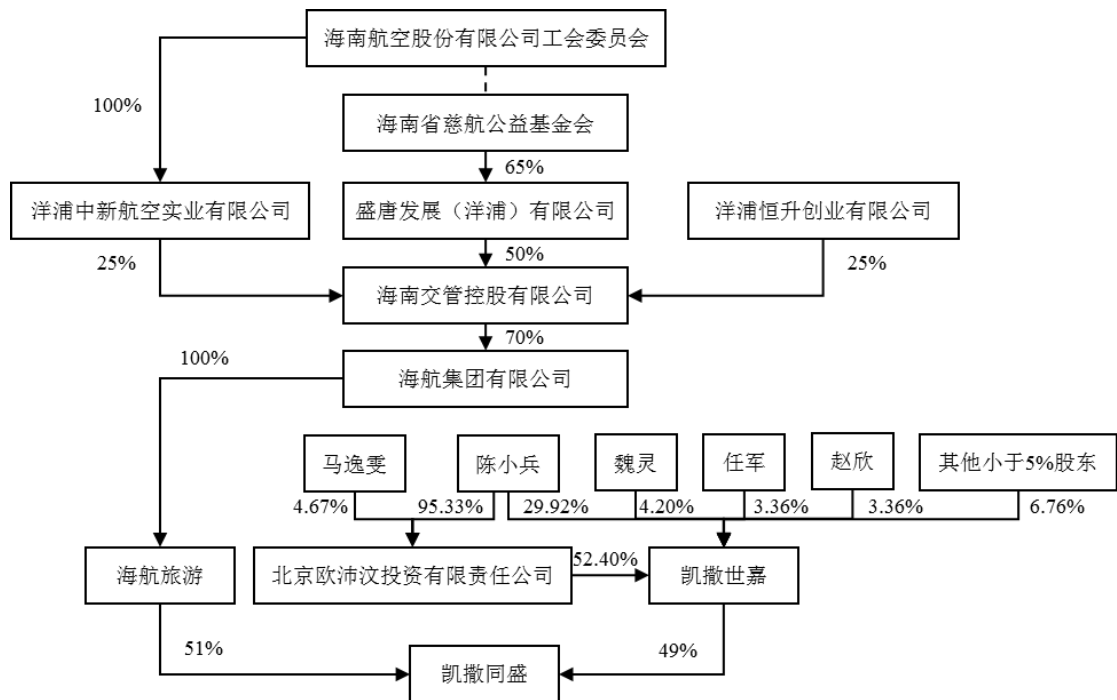 海南航空股份有限公司工会委员会
100%
海南省慈航公益基金会
65%
洋浦中新航空实业有限公司
盛唐发展（洋浦）有限公司
洋浦恒升创业有限公司
25%
50%
25%
海南交管控股有限公司
70%
100%
海航集团有限公司
马逸雯
陈小兵
魏灵
任军
赵欣
其他小于5%股东
4.67%
95.33%
29.92%
4.20%
3.36%
3.36%
6.76%
海航旅游
北京欧沛汶投资有限责任公司
52.40%
凯撒世嘉
51%
49%
凯撒同盛